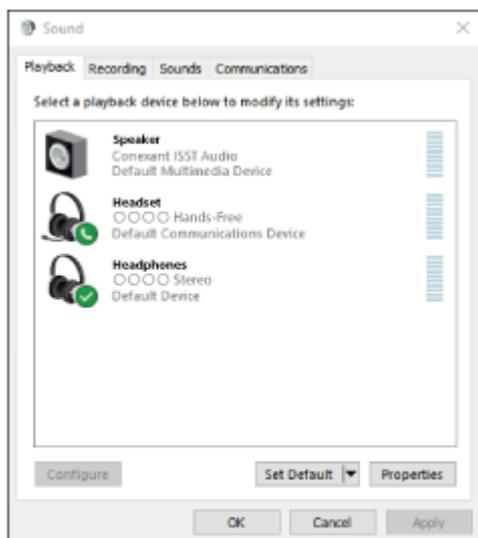 Sound
Playback Recording Sounds Communications
Select a playback device below to modify its settings:
Speaker
Conexant ISST Audio
Default Multimedia Device
Headset
○○○○ Hands-Free
Default Communications Device
Headphones
○○○○ Stereo
Default Device
Configure Set Default Properties
OK Cancel Apply